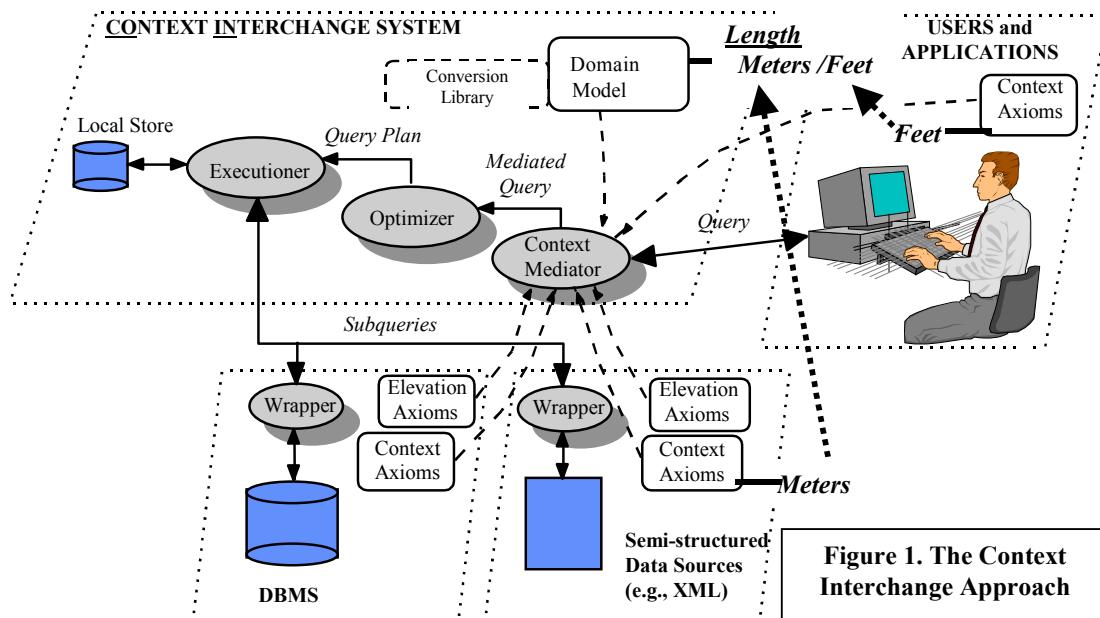 CONTEXT INTERCHANGE SYSTEM
Length
Meters /Feet
USERS and
APPLICATIONS
Conversion
Library
Domain
Model
Context
Axioms
Feet
Local Store
Query Plan
Executioner
Mediated
Query
Optimizer
Context
Mediator
Query
Subqueries
Wrapper
Elevation
Axioms
Context
Axioms
Wrapper
Elevation
Axioms
Context
Axioms
Meters
DBMS
Semi-structured
Data Sources
(e.g., XML)
Figure 1. The Context
Interchange Approach